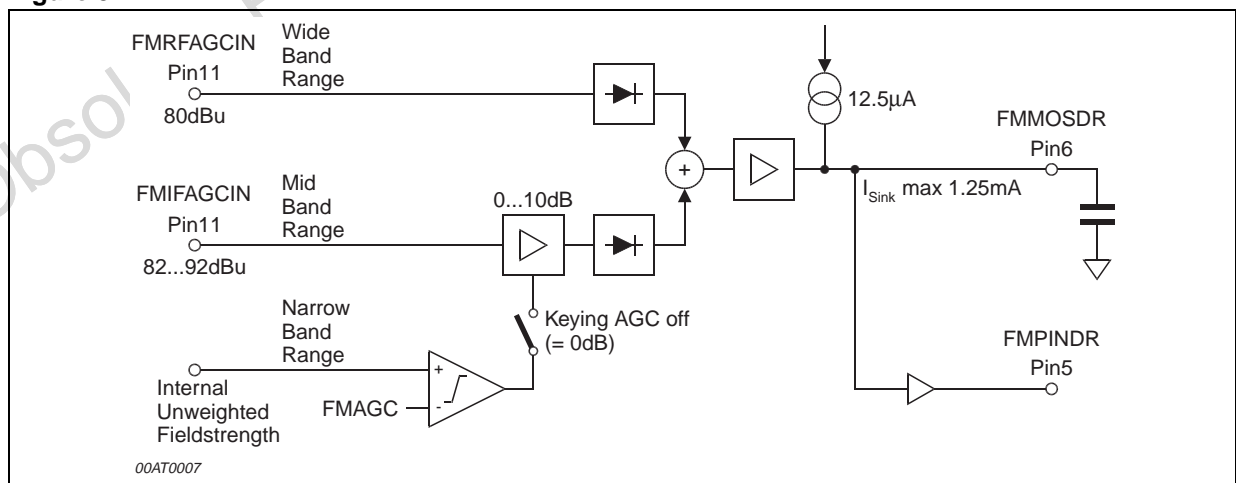 FMRFAGCIN
Pin11
80dBu
Wide
Band
Range
12.5µA
FMMOSDR
Pin6
I_Sink max 1.25mA
FMIFAGCIN
Pin11
82...92dBu
Mid
Band
Range
0...10dB
+
Narrow
Band
Range
Keying AGC off
(= 0dB)
FMPINDR
Pin5
Internal
Unweighted
Fieldstrength
+
-
FMAGC
00AT0007